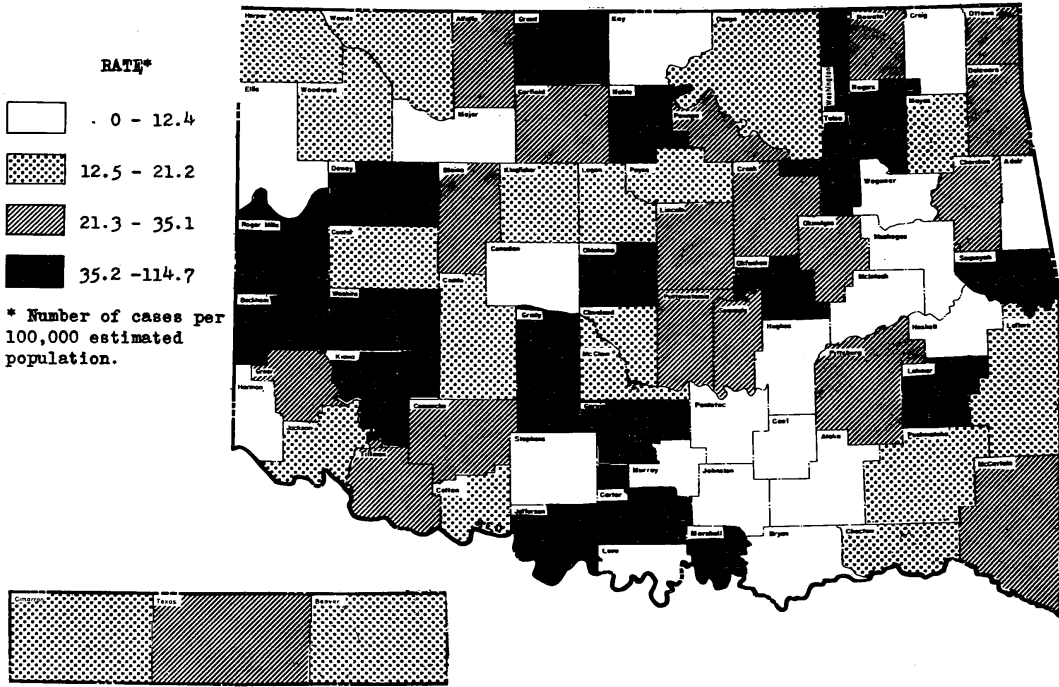 RATE*
0 - 12.4
12.5 - 21.2
21.3 - 35.1
35.2 -114.7
* Number of cases per
100,000 estimated
population.
Harper
Woods
Alfalfa
Grant
Kay
Osage
Nowata
Craig
Ottawa
Ellis
Woodward
Major
Garfield
Noble
Pawnee
Washington
Tulsa
Rogers
Mayes
Delaware
Dewey
Blaine
Kingfisher
Logan
Payne
Creek
Wagoner
Cherokee
Adair
Roger Mills
Custer
Canadian
Oklahoma
Lincoln
Okfuskee
Okmulgee
Muskogee
McIntosh
Sequoyah
Beckham
Washita
Caddo
Grady
Cleveland
McClain
Pottawatomie
Seminole
Hughes
Haskell
Pittsburg
Latimer
LeFlore
Harmon
Greer
Kiowa
Jackson
Comanche
Tillman
Cotton
Stephens
Pontotoc
Coal
Atoka
Pushmataha
McCurtain
Murray
Johnston
Carter
Jefferson
RED
Love
Marshall
Bryan
Choctaw
Cimarron
Texas
Beaver